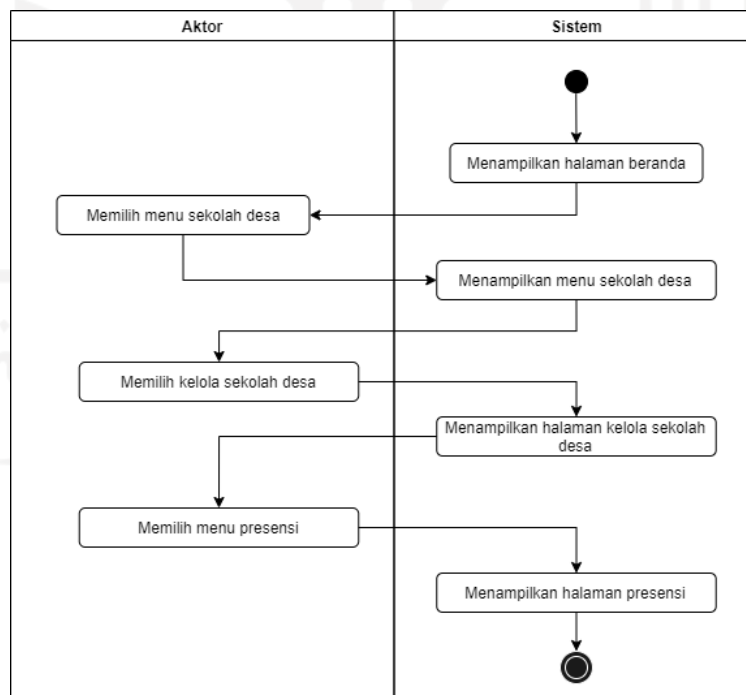 Aktor
Sistem
Menampilkan halaman beranda
Memilih menu sekolah desa
Menampilkan menu sekolah desa
Memilih kelola sekolah desa
Menampilkan halaman kelola sekolah
desa
Memilih menu presensi
Menampilkan halaman presensi